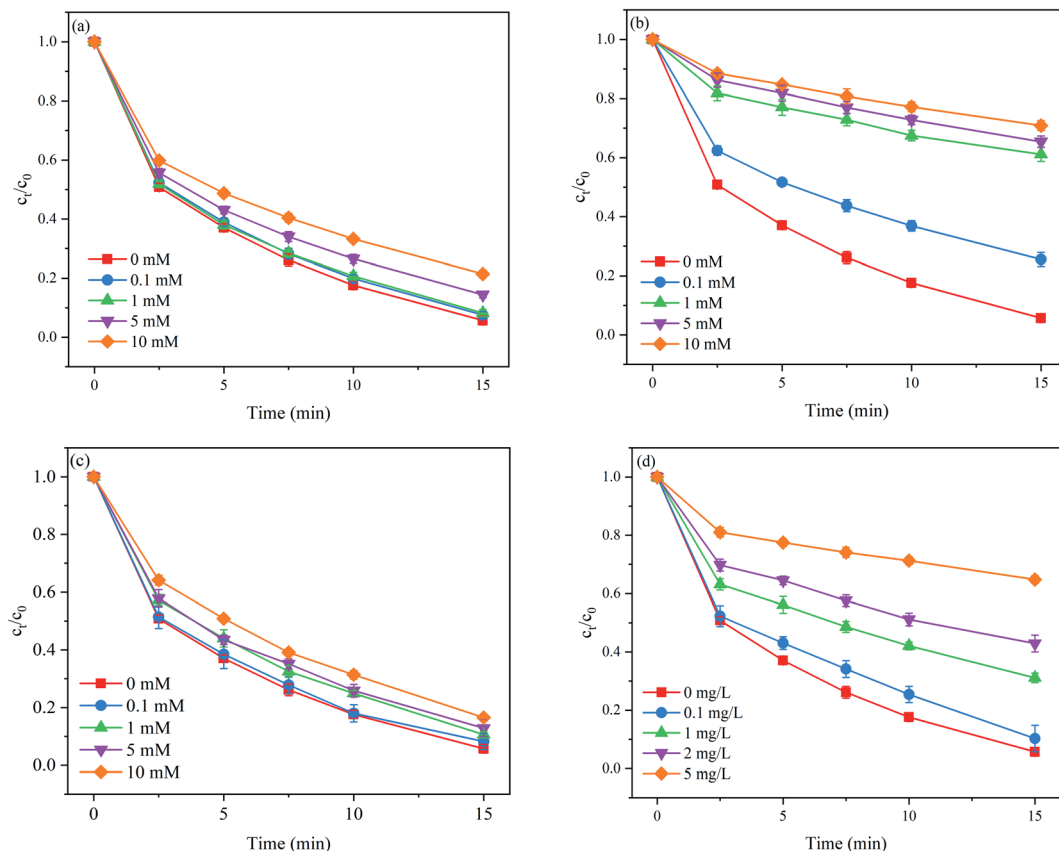 (a)
1.0
0.8
0.6
0.4
0.2
0.0
c_t/c_0
0 mM
0.1 mM
1 mM
5 mM
10 mM
0
5
10
15
Time (min)
(b)
1.0
0.8
0.6
0.4
0.2
0.0
c_t/c_0
0 mM
0.1 mM
1 mM
5 mM
10 mM
0
5
10
15
Time (min)
(c)
1.0
0.8
0.6
0.4
0.2
0.0
c_t/c_0
0 mM
0.1 mM
1 mM
5 mM
10 mM
0
5
10
15
Time (min)
(d)
1.0
0.8
0.6
0.4
0.2
0.0
c_t/c_0
0 mg/L
0.1 mg/L
1 mg/L
2 mg/L
5 mg/L
0
5
10
15
Time (min)